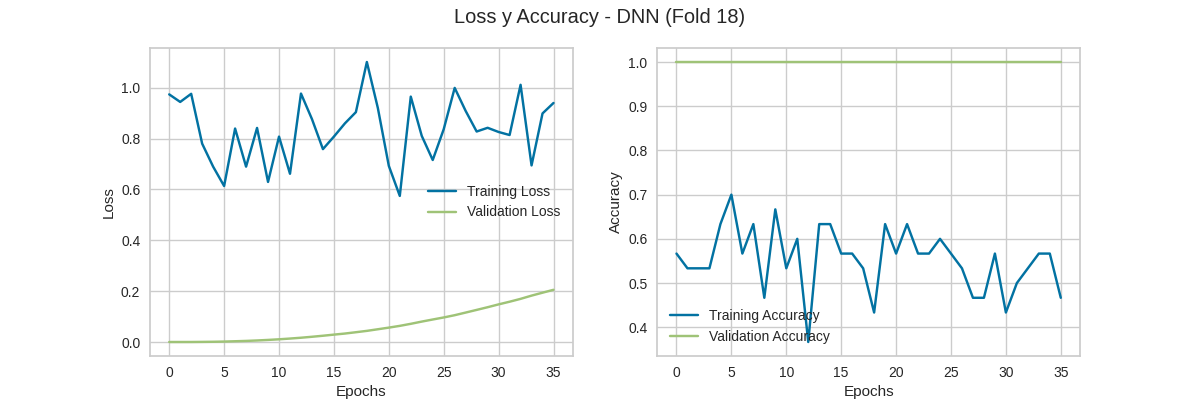 Loss y Accuracy - DNN (Fold 18)
Loss
1.0
0.8
0.6
0.4
0.2
0.0
Training Loss
Validation Loss
0 5 10 15 20 25 30 35
Epochs
Accuracy
1.0
0.9
0.8
0.7
0.6
0.5
0.4
Training Accuracy
Validation Accuracy
0 5 10 15 20 25 30 35
Epochs